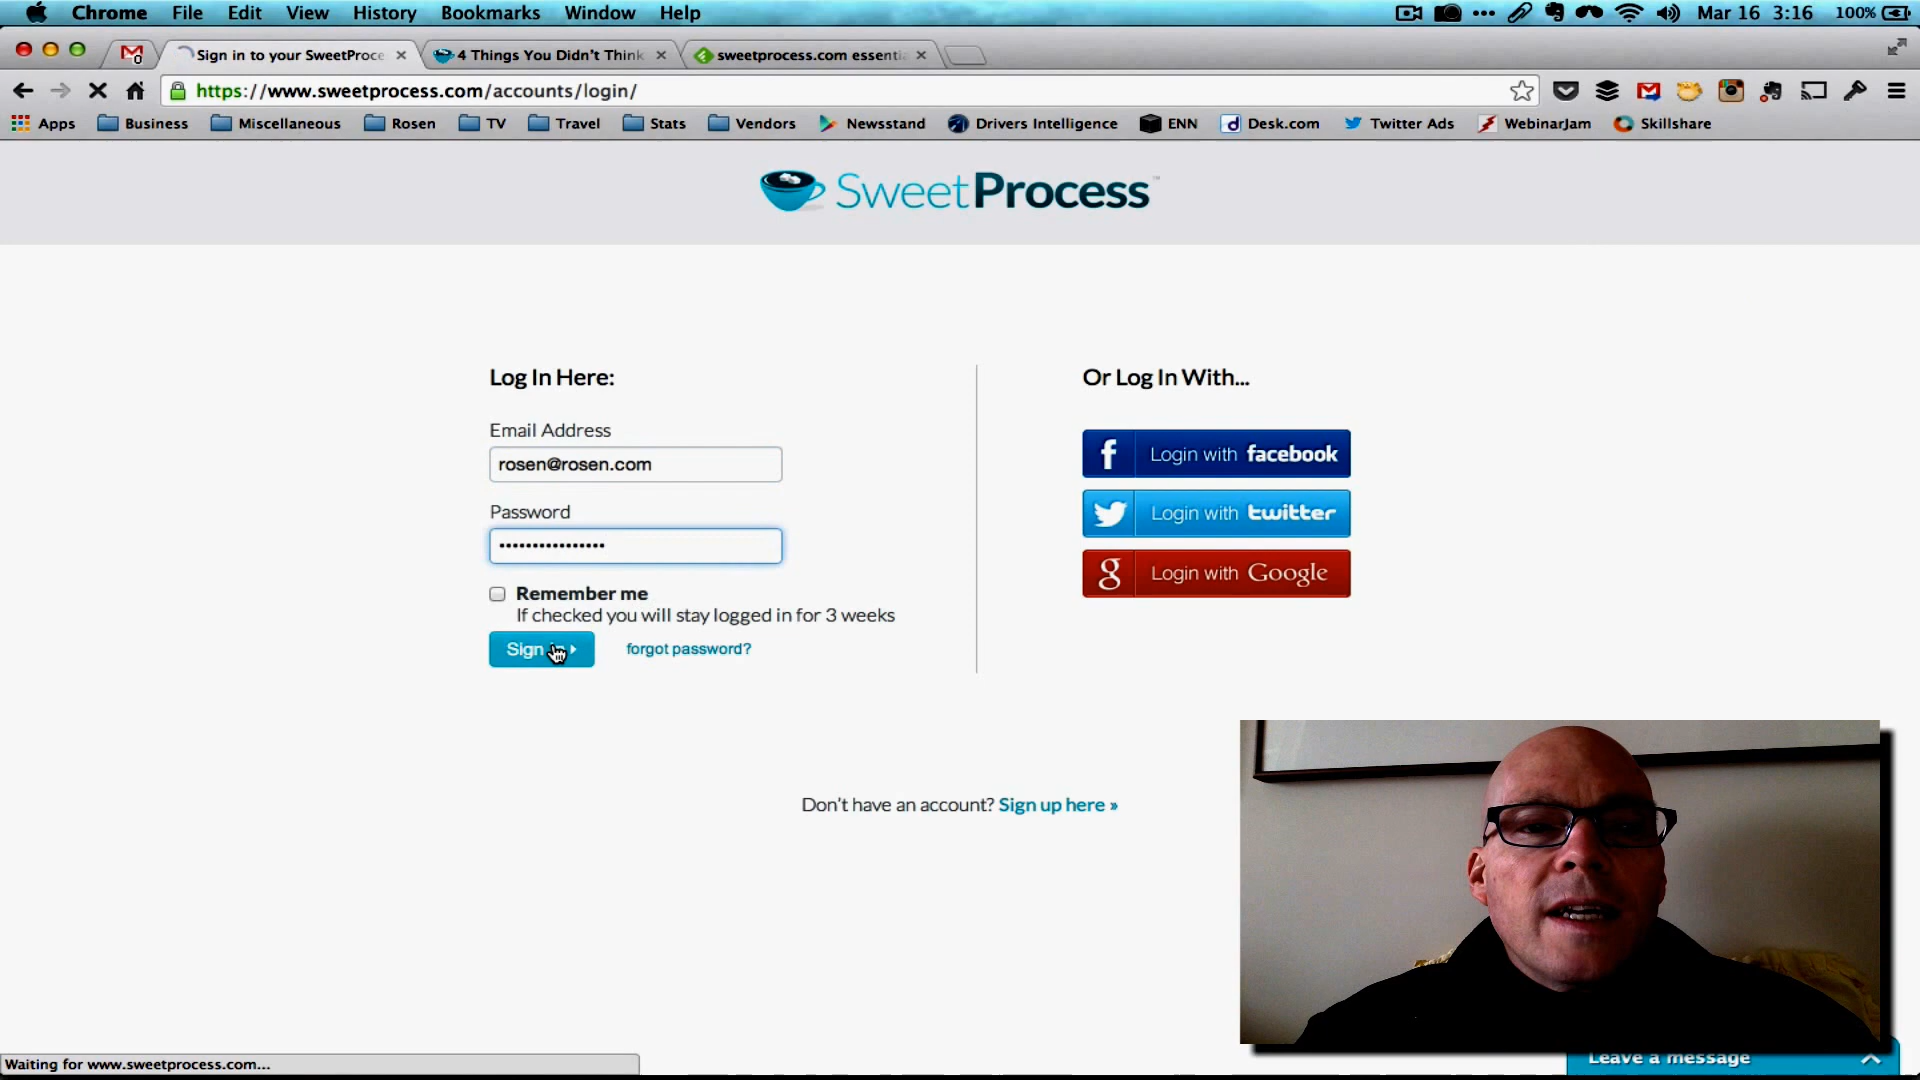 Chrome File Edit View History Bookmarks Window Help Mar 16 3:16 100%
Sign in to your SweetProce 4 Things You Didn't Think sweetprocess.com essenti
https://www.sweetprocess.com/accounts/login/
Apps Business Miscellaneous Rosen TV Travel Stats Vendors Newsstand Drivers Intelligence ENN Desk.com Twitter Ads WebinarJam Skillshare
SweetProcess
Log In Here:
Email Address
rosen@rosen.com
Password
Remember me
If checked you will stay logged in for 3 weeks
Sign
forgot password?
Or Log In With...
Login with facebook
Login with twitter
Login with Google
Don't have an account? Sign up here »
Leave a message
Waiting for www.sweetprocess.com...